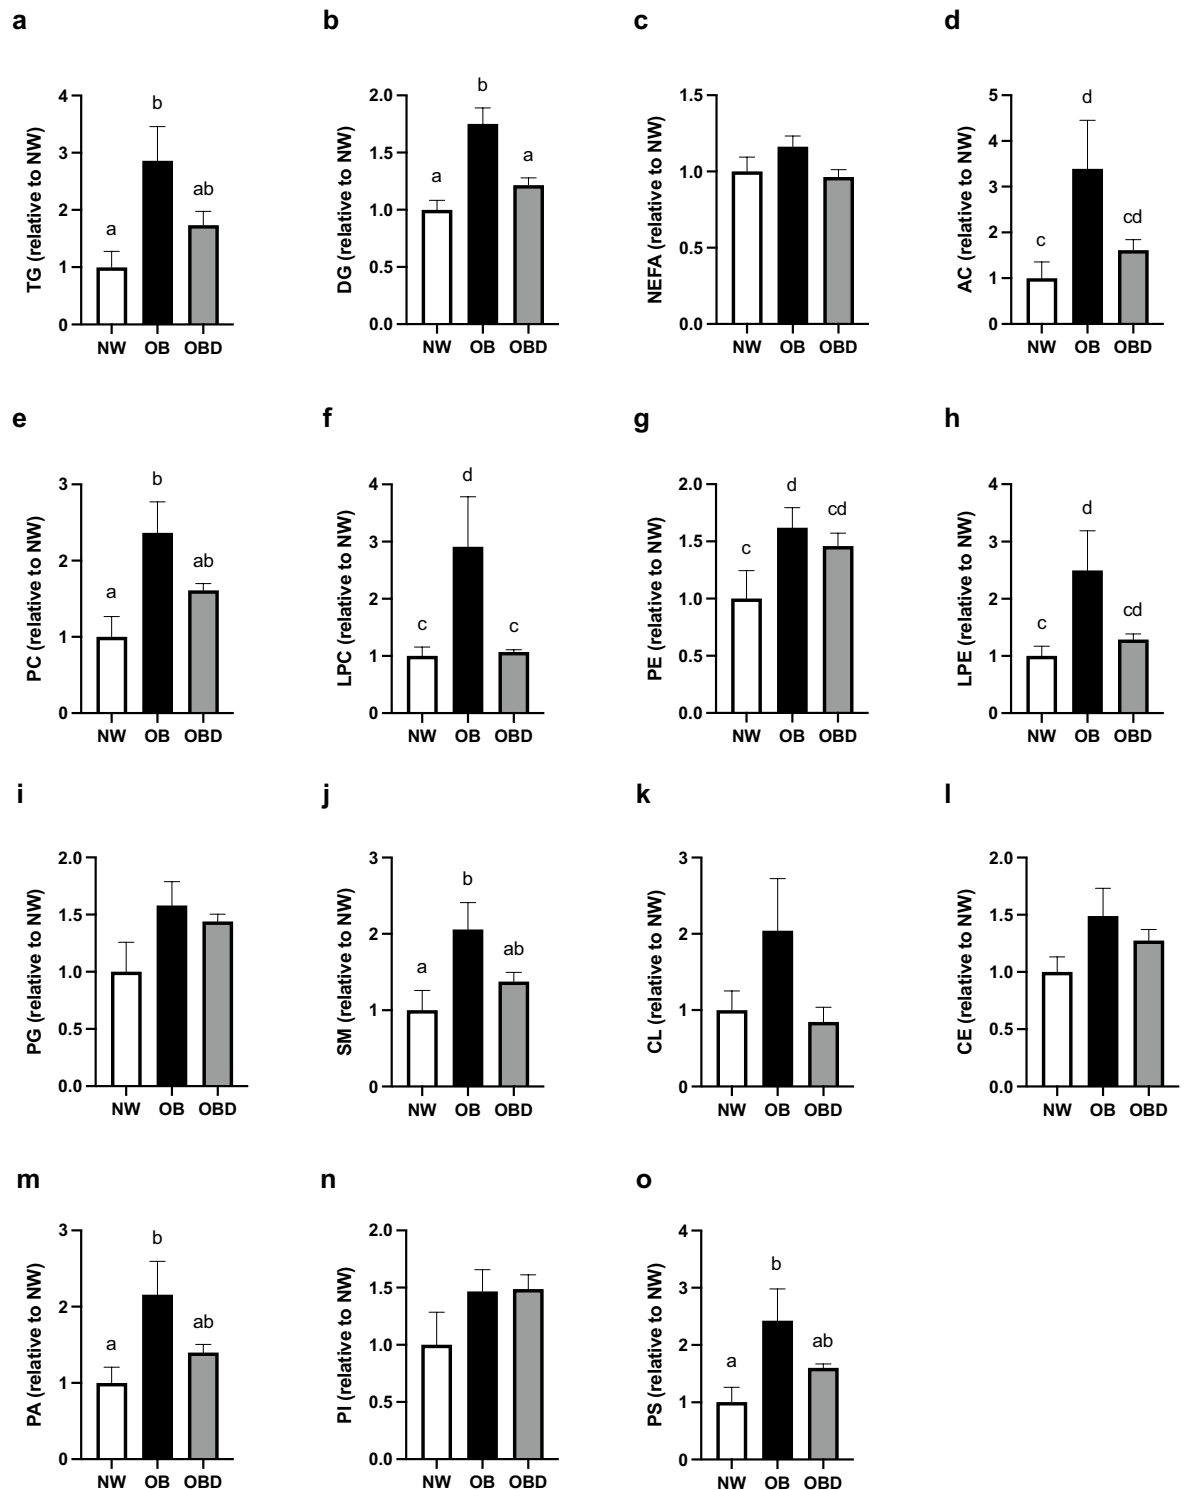 a
b
c
d
TG (relative to NW)
4
3
2
1
0
a
b
ab
NW OB OBD
DG (relative to NW)
2.0
1.5
1.0
0.5
0.0
a
b
a
NW OB OBD
NEFA (relative to NW)
1.5
1.0
0.5
0.0
NW OB OBD
AC (relative to NW)
5
4
3
2
1
0
c
d
cd
NW OB OBD
e
f
g
h
PC (relative to NW)
3
2
1
0
a
b
ab
NW OB OBD
LPC (relative to NW)
4
3
2
1
0
c
d
c
NW OB OBD
PE (relative to NW)
2.0
1.5
1.0
0.5
0.0
c
d
cd
NW OB OBD
LPE (relative to NW)
4
3
2
1
0
c
d
cd
NW OB OBD
i
j
k
l
PG (relative to NW)
2.0
1.5
1.0
0.5
0.0
NW OB OBD
SM (relative to NW)
3
2
1
0
a
b
ab
NW OB OBD
CL (relative to NW)
3
2
1
0
NW OB OBD
CE (relative to NW)
2.0
1.5
1.0
0.5
0.0
NW OB OBD
m
n
o
PA (relative to NW)
3
2
1
0
a
b
ab
NW OB OBD
PI (relative to NW)
2.0
1.5
1.0
0.5
0.0
NW OB OBD
PS (relative to NW)
4
3
2
1
0
a
b
ab
NW OB OBD